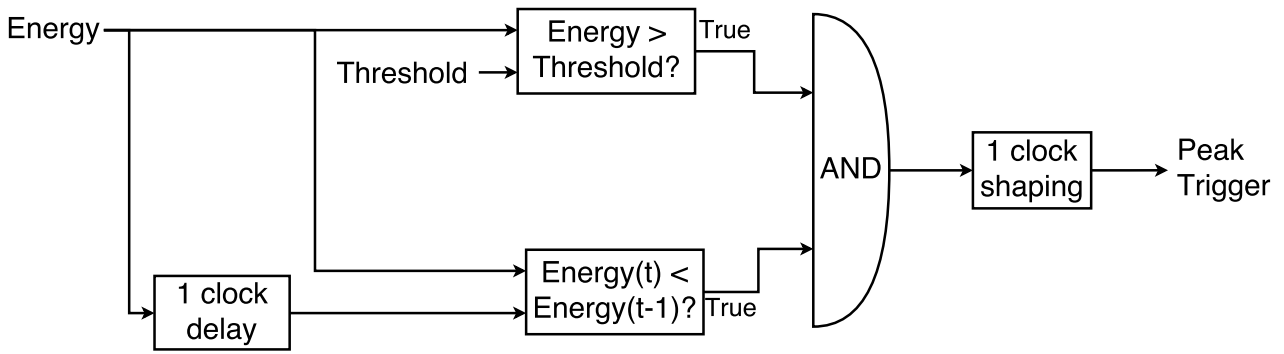 Energy
Threshold
Energy >
Threshold?
True
AND
1 clock
shaping
Peak
Trigger
1 clock
delay
Energy(t) <
Energy(t-1)?
True